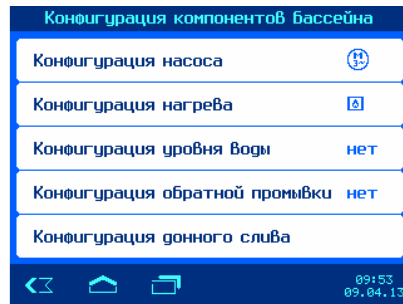 Конфигурация компонентов бассейна
Конфигурация насоса M 3~
Конфигурация нагрева
Конфигурация уровня воды нет
Конфигурация обратной промывки нет
Конфигурация донного слива
09:53
09.04.13